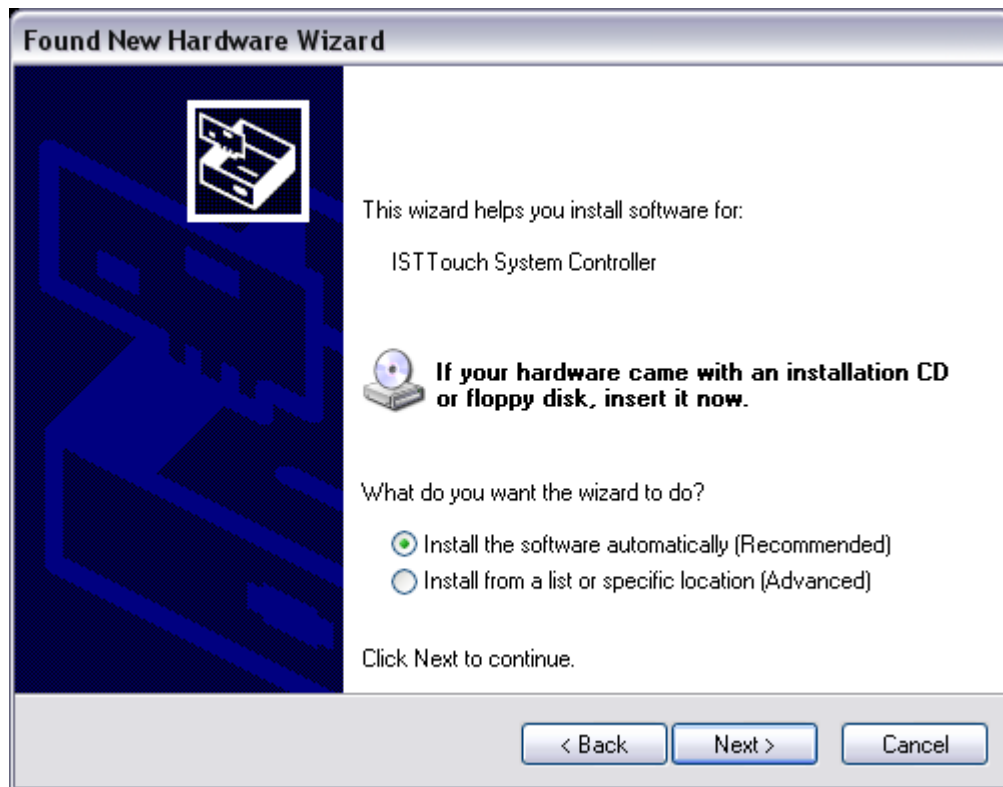 Found New Hardware Wizard
This wizard helps you install software for:
ISTTouch System Controller
If your hardware came with an installation CD
or floppy disk, insert it now.
What do you want the wizard to do?
Install the software automatically (Recommended)
Install from a list or specific location (Advanced)
Click Next to continue.
< Back
Next >
Cancel